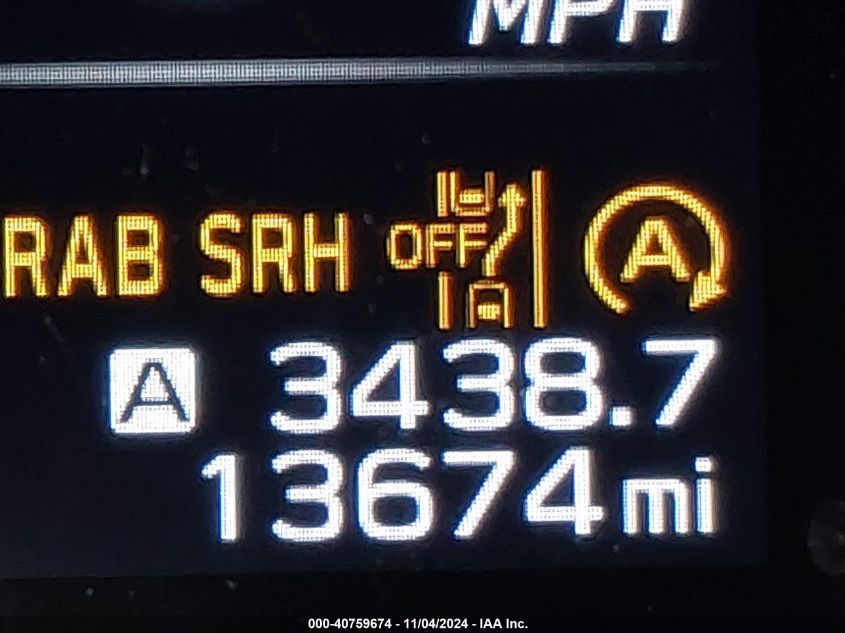 MPH
RAB SRH OFF A
A 3438.7
13674 mi
000-40759674 - 11/04/2024 - IAA Inc.